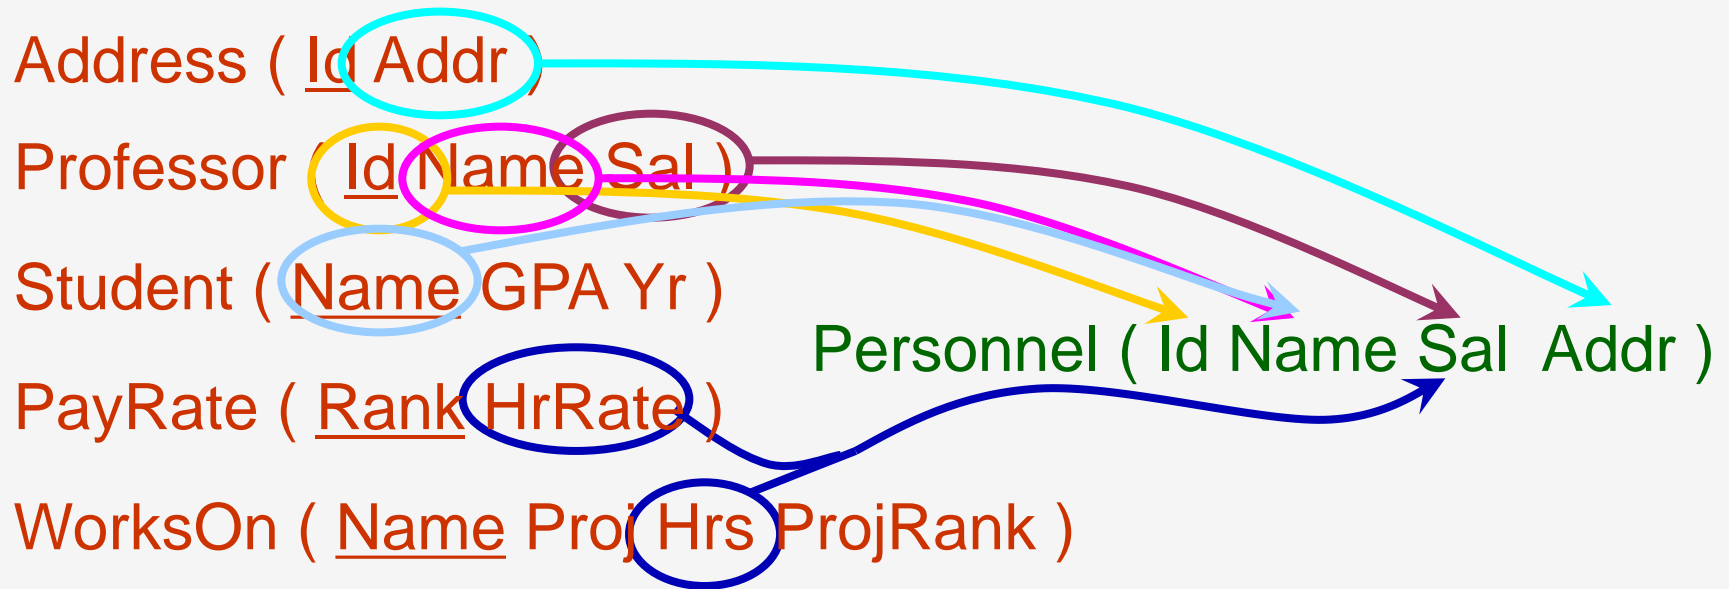 Address ( Id Addr )
Professor ( Id Name Sal )
Student ( Name GPA Yr )
Personnel ( Id Name Sal Addr )
PayRate ( Rank HrRate )
WorksOn ( Name Proj Hrs ProjRank )